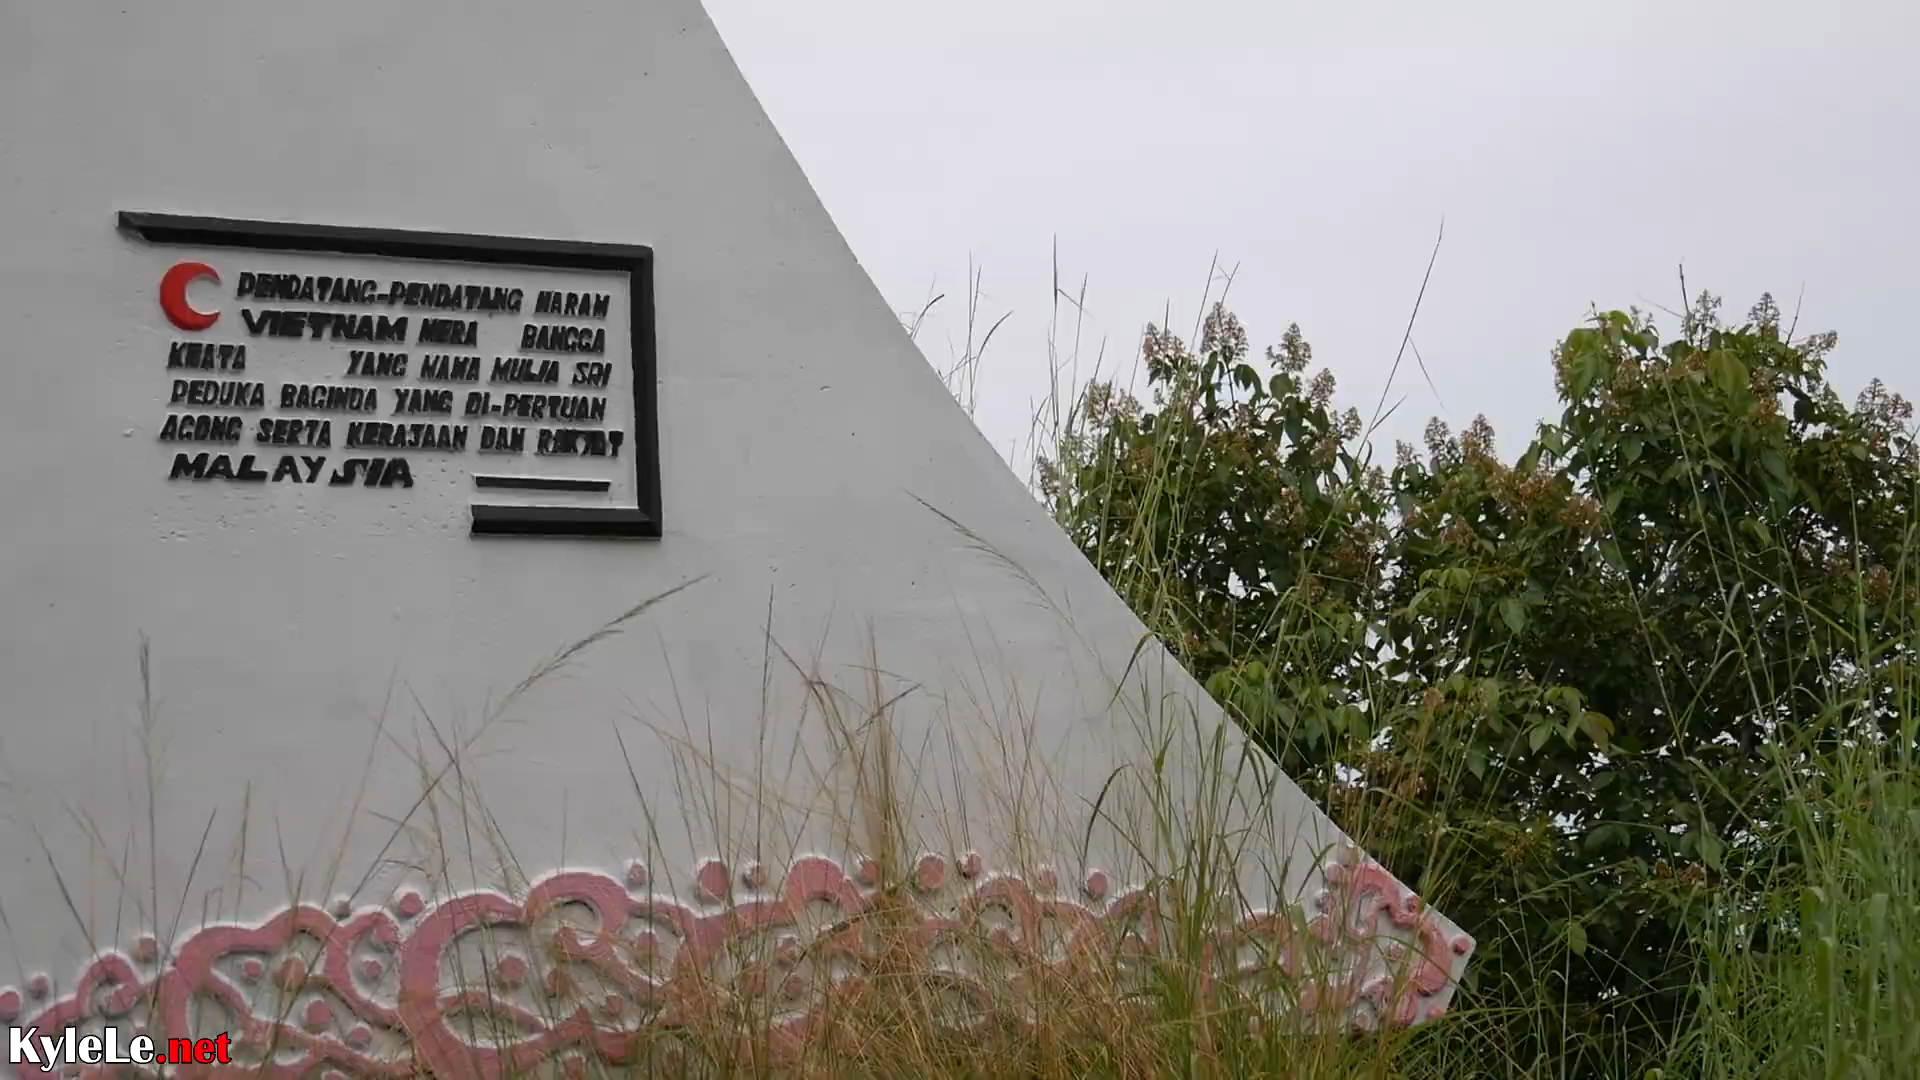 PENDATANG-PENDATANG HARAM
VIETNAM MERA BANGGA
KEATA YANG MAHA MULIA SRI
PEDUKA BAGINDA YANG DI-PERTUAN
AGONG SERTA KERAJAAN DAN RAKYAT
MALAYSIA
KyleLe.net